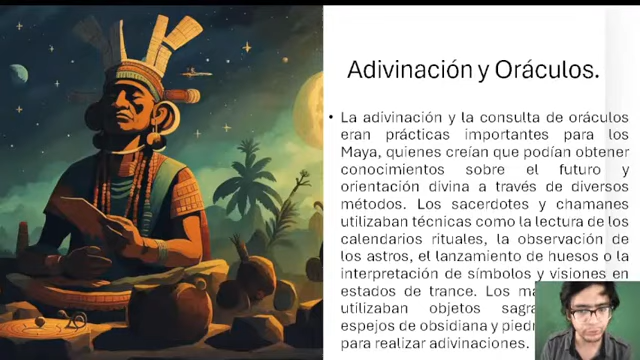 Adivinación y Oráculos.
• La adivinación y la consulta de oráculos
eran prácticas importantes para los
Maya, quienes creían que podían obtener
conocimientos sobre el futuro y
orientación divina a través de diversos
métodos. Los sacerdotes y chamanes
utilizaban técnicas como la lectura de los
calendarios rituales, la observación de
los astros, el lanzamiento de huesos o la
interpretación de símbolos y visiones en
estados de trance. Los
utilizaban objetos
espejos de obsidiana y
para realizar adivinaciones.